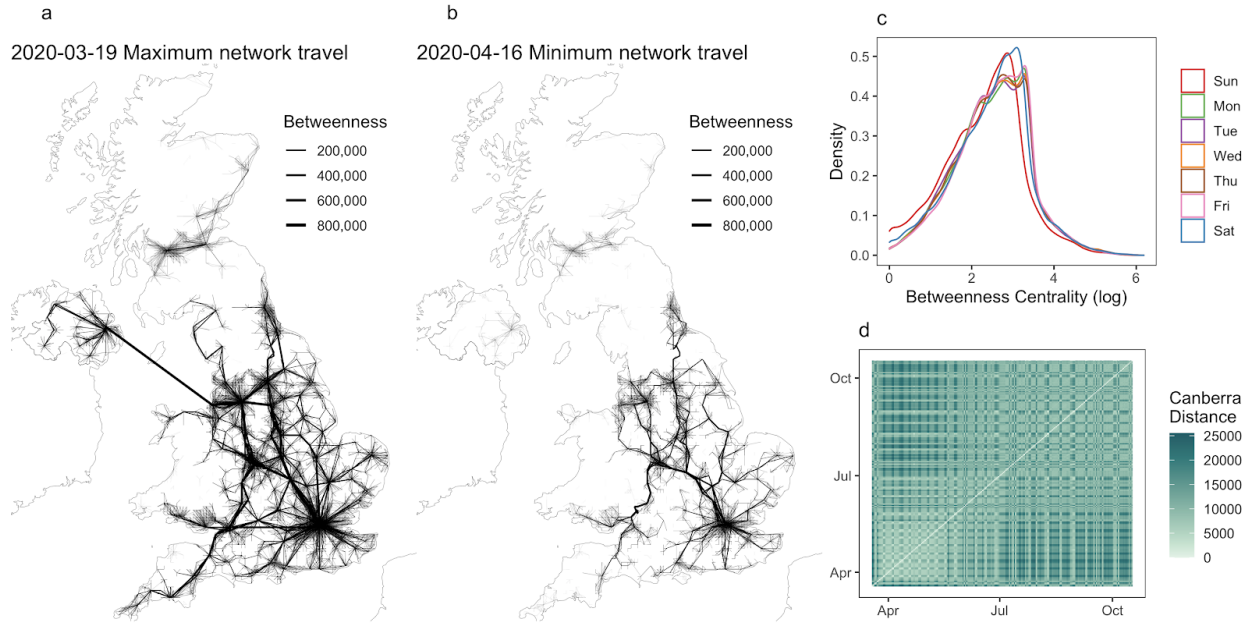 a
2020-03-19 Maximum network travel
Betweenness
200,000
400,000
600,000
800,000
b
2020-04-16 Minimum network travel
Betweenness
200,000
400,000
600,000
800,000
c
Density
0.5
0.4
0.3
0.2
0.1
0.0
0 2 4 6
Betweenness Centrality (log)
Sun
Mon
Tue
Wed
Thu
Fri
Sat
d
Oct
Jul
Apr
Apr Jul Oct
Canberra
Distance
25000
20000
15000
10000
5000
0